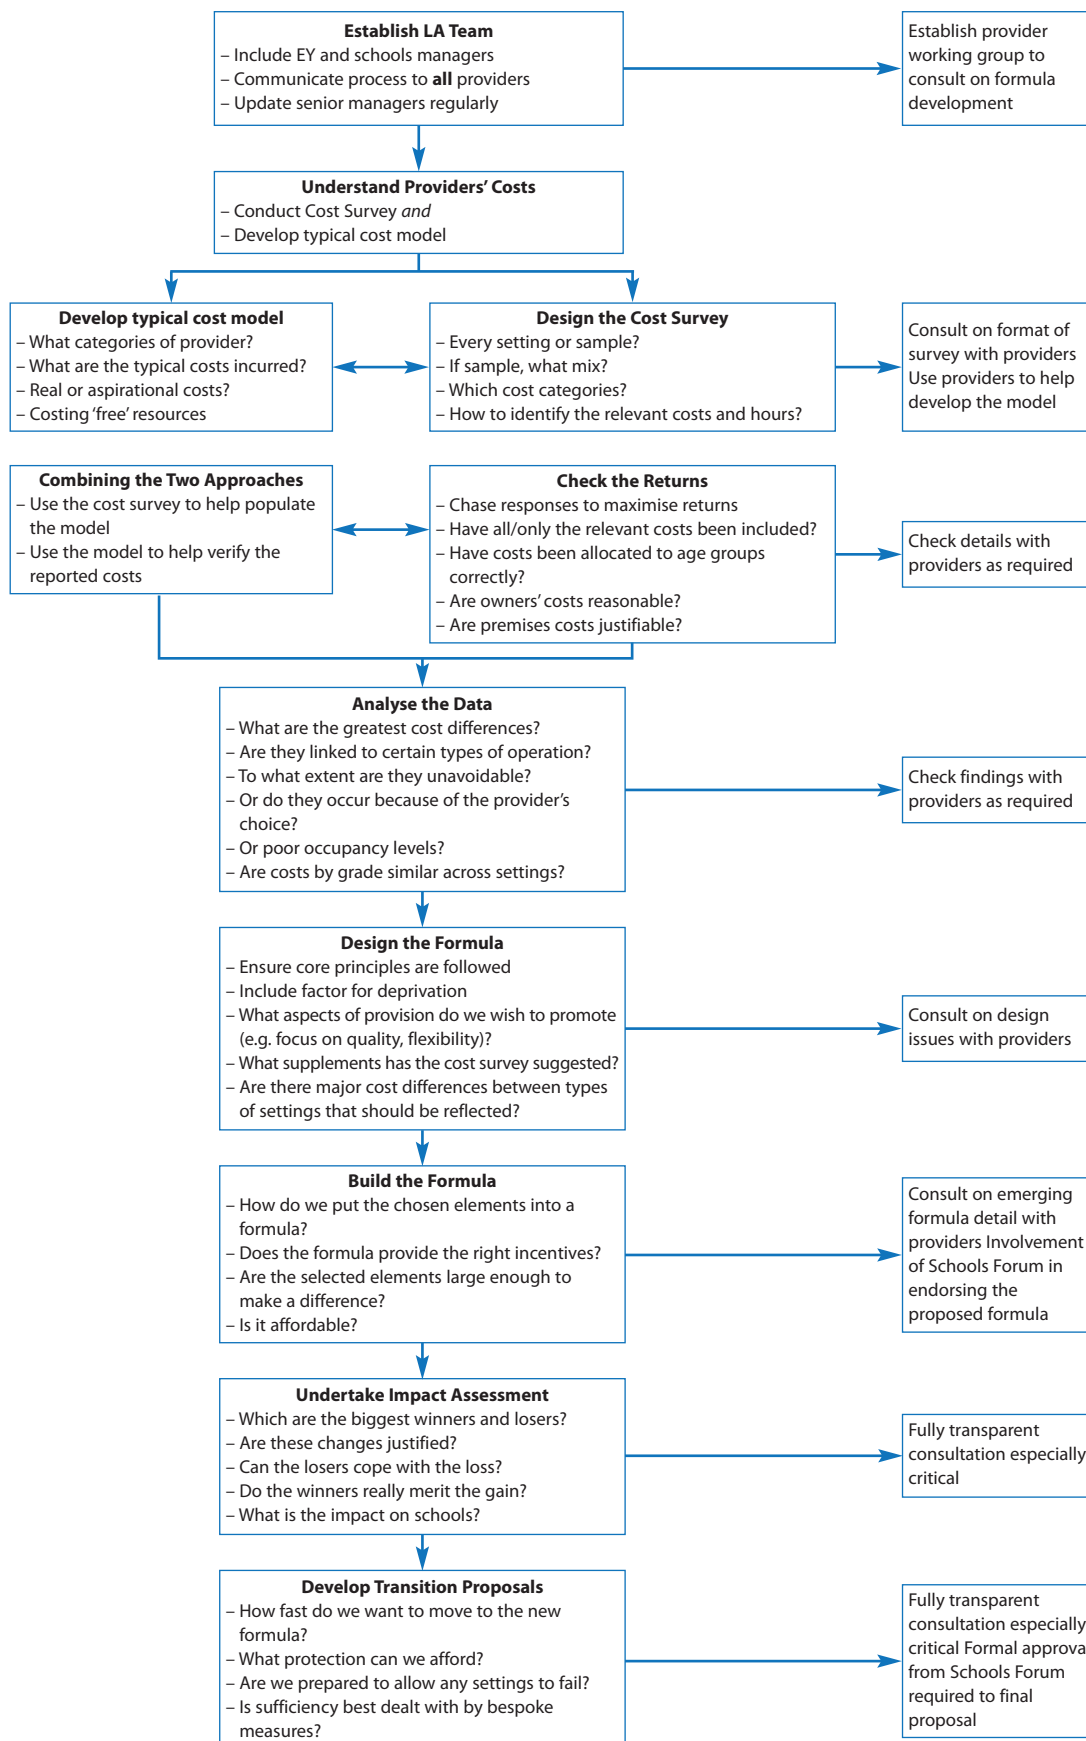 Establish LA Team
– Include EY and schools managers
– Communicate process to all providers
– Update senior managers regularly
Establish provider
working group to
consult on formula
development
Understand Providers’ Costs
– Conduct Cost Survey and
– Develop typical cost model
Develop typical cost model
– What categories of provider?
– What are the typical costs incurred?
– Real or aspirational costs?
– Costing ‘free’ resources
Design the Cost Survey
– Every setting or sample?
– If sample, what mix?
– Which cost categories?
– How to identify the relevant costs and hours?
Consult on format of
survey with providers
Use providers to help
develop the model
Combining the Two Approaches
– Use the cost survey to help populate
the model
– Use the model to help verify the
reported costs
Check the Returns
– Chase responses to maximise returns
– Have all/only the relevant costs been included?
– Have costs been allocated to age groups
correctly?
– Are owners’ costs reasonable?
– Are premises costs justifiable?
Check details with
providers as required
Analyse the Data
– What are the greatest cost differences?
– Are they linked to certain types of operation?
– To what extent are they unavoidable?
– Or do they occur because of the provider’s
choice?
– Or poor occupancy levels?
– Are costs by grade similar across settings?
Check findings with
providers as required
Design the Formula
– Ensure core principles are followed
– Include factor for deprivation
– What aspects of provision do we wish to promote
(e.g. focus on quality, flexibility)?
– What supplements has the cost survey suggested?
– Are there major cost differences between types
of settings that should be reflected?
Consult on design
issues with providers
Build the Formula
– How do we put the chosen elements into a
formula?
– Does the formula provide the right incentives?
– Are the selected elements large enough to
make a difference?
– Is it affordable?
Consult on emerging
formula detail with
providers Involvement
of Schools Forum in
endorsing the
proposed formula
Undertake Impact Assessment
– Which are the biggest winners and losers?
– Are these changes justified?
– Can the losers cope with the loss?
– Do the winners really merit the gain?
– What is the impact on schools?
Fully transparent
consultation especially
critical
Develop Transition Proposals
– How fast do we want to move to the new
formula?
– What protection can we afford?
– Are we prepared to allow any settings to fail?
– Is sufficiency best dealt with by bespoke
measures?
Fully transparent
consultation especially
critical Formal approva
from Schools Forum
required to final
proposal